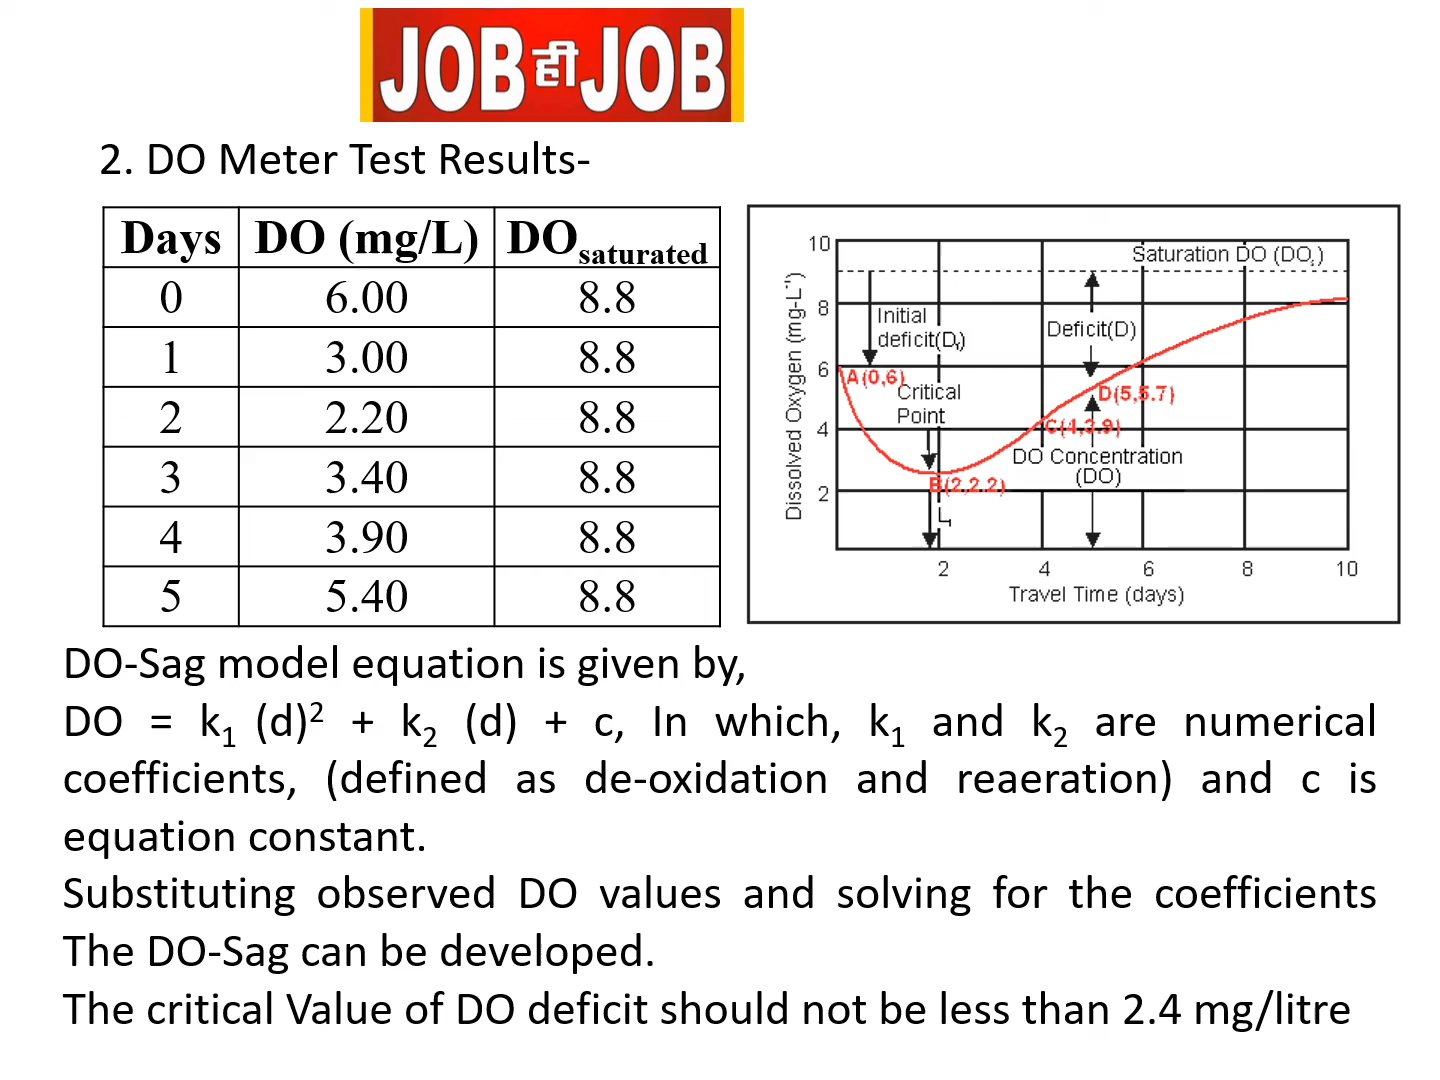 JOB ही JOB
2. DO Meter Test Results-
Days DO (mg/L) DOsaturated
0 6.00 8.8
1 3.00 8.8
2 2.20 8.8
3 3.40 8.8
4 3.90 8.8
5 5.40 8.8
Dissolved Oxygen (mg-L⁻¹)
10
8
6
4
2
Saturation DO (DOs)
Initial
deficit(D)
Deficit(D)
A(0,6)
Critical
Point
D(5,5.7)
C(4,3.9)
DO Concentration
(DO)
B(2,2.2)
2 4 6 8 10
Travel Time (days)
DO-Sag model equation is given by,
DO = k₁ (d)² + k₂ (d) + c, In which, k₁ and k₂ are numerical
coefficients, (defined as de-oxidation and reaeration) and c is
equation constant.
Substituting observed DO values and solving for the coefficients
The DO-Sag can be developed.
The critical Value of DO deficit should not be less than 2.4 mg/litre